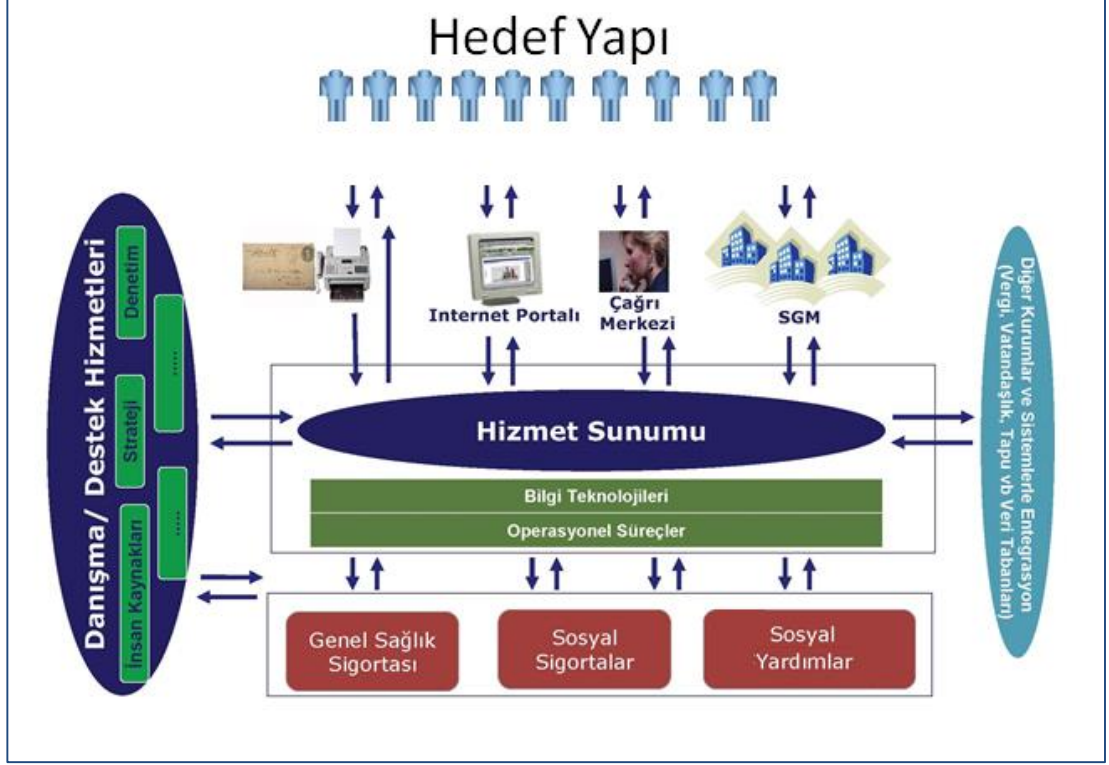 Hedef Yapı
Danışma/ Destek Hizmetleri
Denetim
.....
Strateji
.....
İnsan Kaynakları
Internet Portalı
Çağrı
Merkezi
SGM
Hizmet Sunumu
Bilgi Teknolojileri
Operasyonel Süreçler
Genel Sağlık
Sigortası
Sosyal
Sigortalar
Sosyal
Yardımlar
Diğer Kurumlar ve Sistemlerle Entegrasyon
(Vergi, Vatandaşlık, Tapu vb Veri Tabanları)